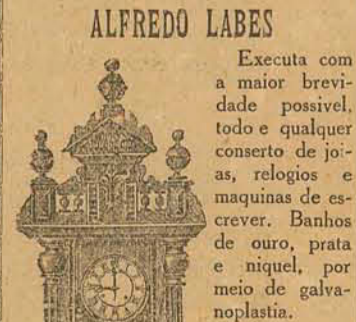 ALFREDO LABES
Executa com
a maior brevi-
dade possivel,
todo e qualquer
conserto de joi-
as, relogios e
maquinas de es-
crever. Banhos
de ouro, prata
e niquel, por
meio de galva-
noplastia.